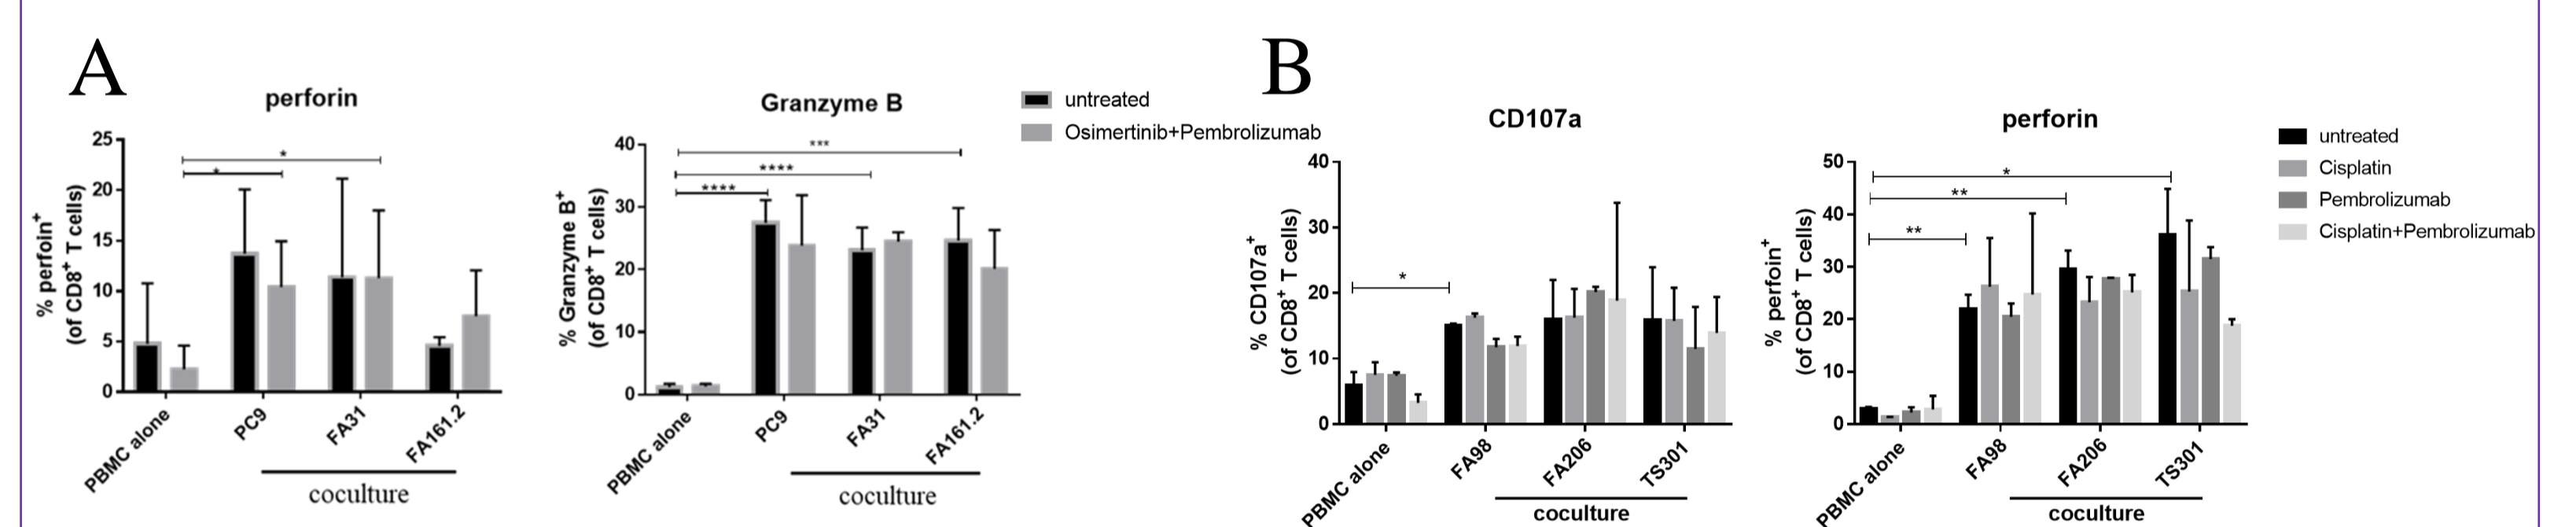 A
perforin
25
20
15
10
5
0
% perfoin+
(of CD8+ T cells)
*
*
PBMC alone
PC9
FA31
FA161.2
coculture
Granzyme B
40
30
20
10
0
% Granzyme B+
(of CD8+ T cells)
***
****
****
PBMC alone
PC9
FA31
FA161.2
coculture
untreated
Osimertinib+Pembrolizumab
B
CD107a
40
30
20
10
0
% CD107a+
(of CD8+ T cells)
*
PBMC alone
FA98
FA206
TS301
coculture
perforin
50
40
30
20
10
0
% perfoin+
(of CD8+ T cells)
*
**
**
PBMC alone
FA98
FA206
TS301
coculture
untreated
Cisplatin
Pembrolizumab
Cisplatin+Pembrolizumab